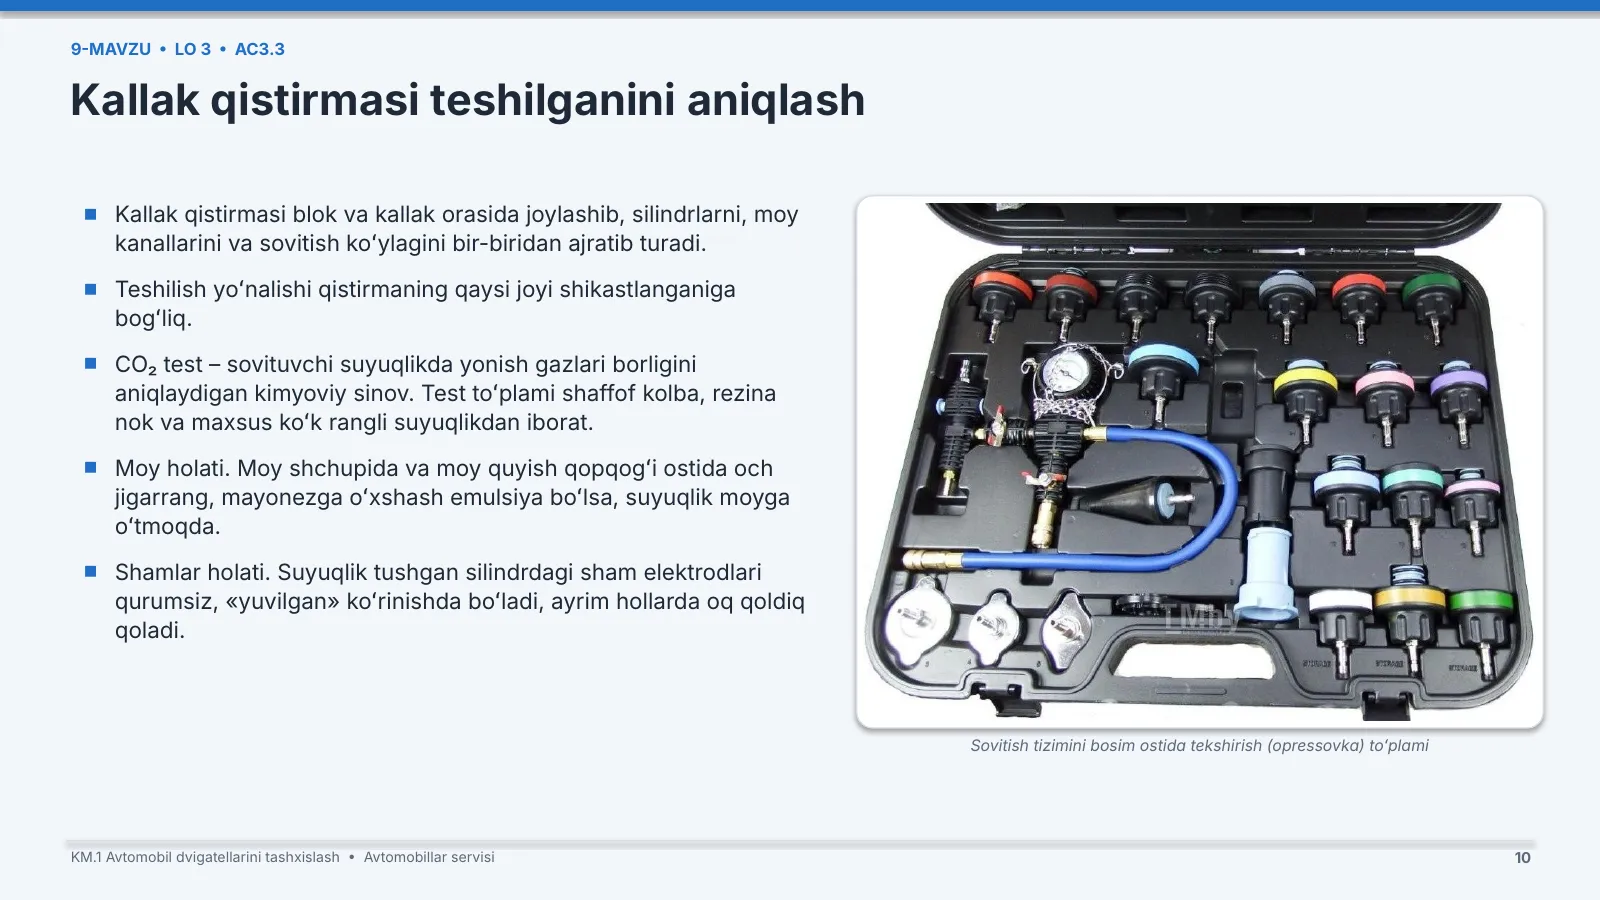 9-MAVZU • LO 3 • AC3.3
Kallak qistirmasi teshilganini aniqlash
Kallak qistirmasi blok va kallak orasida joylashib, silindrlarni, moy
kanallarini va sovitish koʻylagini bir-biridan ajratib turadi.
Teshilish yoʻnalishi qistirmaning qaysi joyi shikastlanganiga
bogʻliq.
CO₂ test – sovituvchi suyuqlikda yonish gazlari borligini
aniqlaydigan kimyoviy sinov. Test toʻplami shaffof kolba, rezina
nok va maxsus koʻk rangli suyuqlikdan iborat.
Moy holati. Moy shchupida va moy quyish qopqogʻi ostida och
jigarrang, mayonezga oʻxshash emulsiya boʻlsa, suyuqlik moyga
oʻtmoqda.
Shamlar holati. Suyuqlik tushgan silindrdagi sham elektrodlari
qurumsiz, «yuvilgan» koʻrinishda boʻladi, ayrim hollarda oq qoldiq
qoladi.
Sovitish tizimini bosim ostida tekshirish (opressovka) toʻplami
KM.1 Avtomobil dvigatellarini tashxislash • Avtomobillar servisi
10